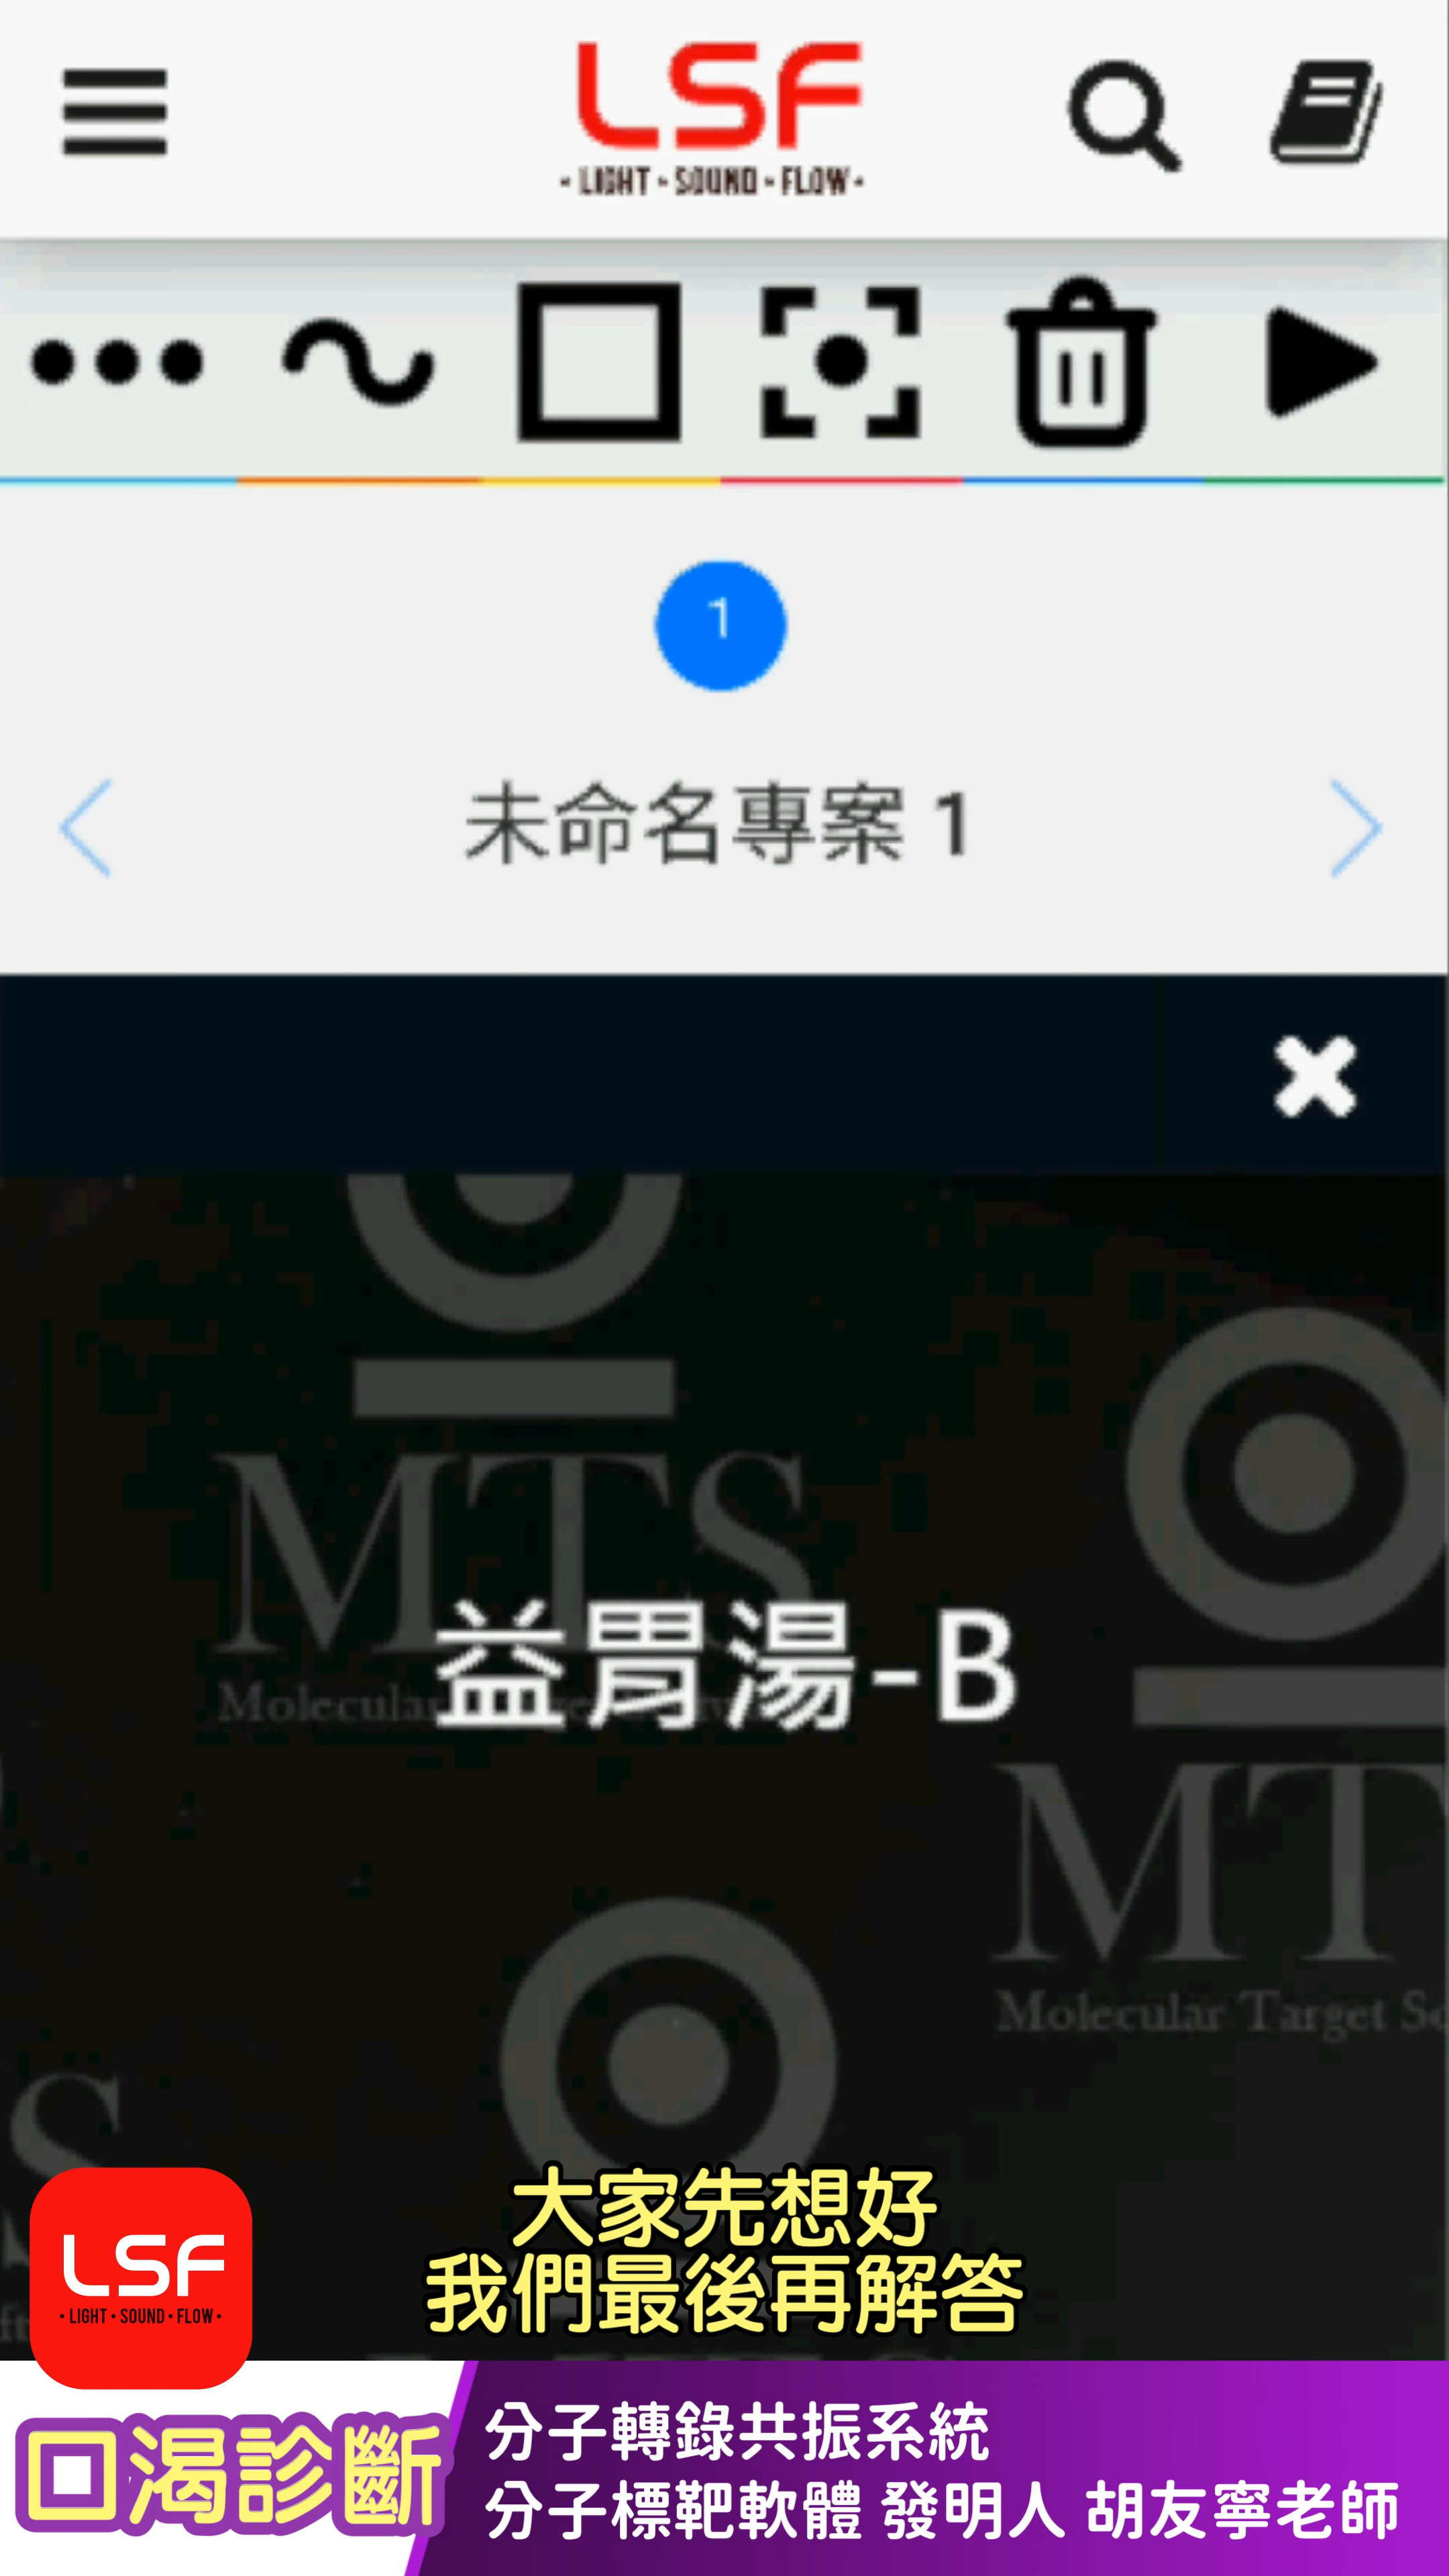 LSF
• LIGHT • SOUND • FLOW •
1
未命名專案 1
MTS
益胃湯-B
Molecular
MT
Molecular Target So
S
大家先想好
我們最後再解答
LSF
• LIGHT • SOUND • FLOW •
口渴診斷
分子轉錄共振系統
分子標靶軟體 發明人 胡友寧老師